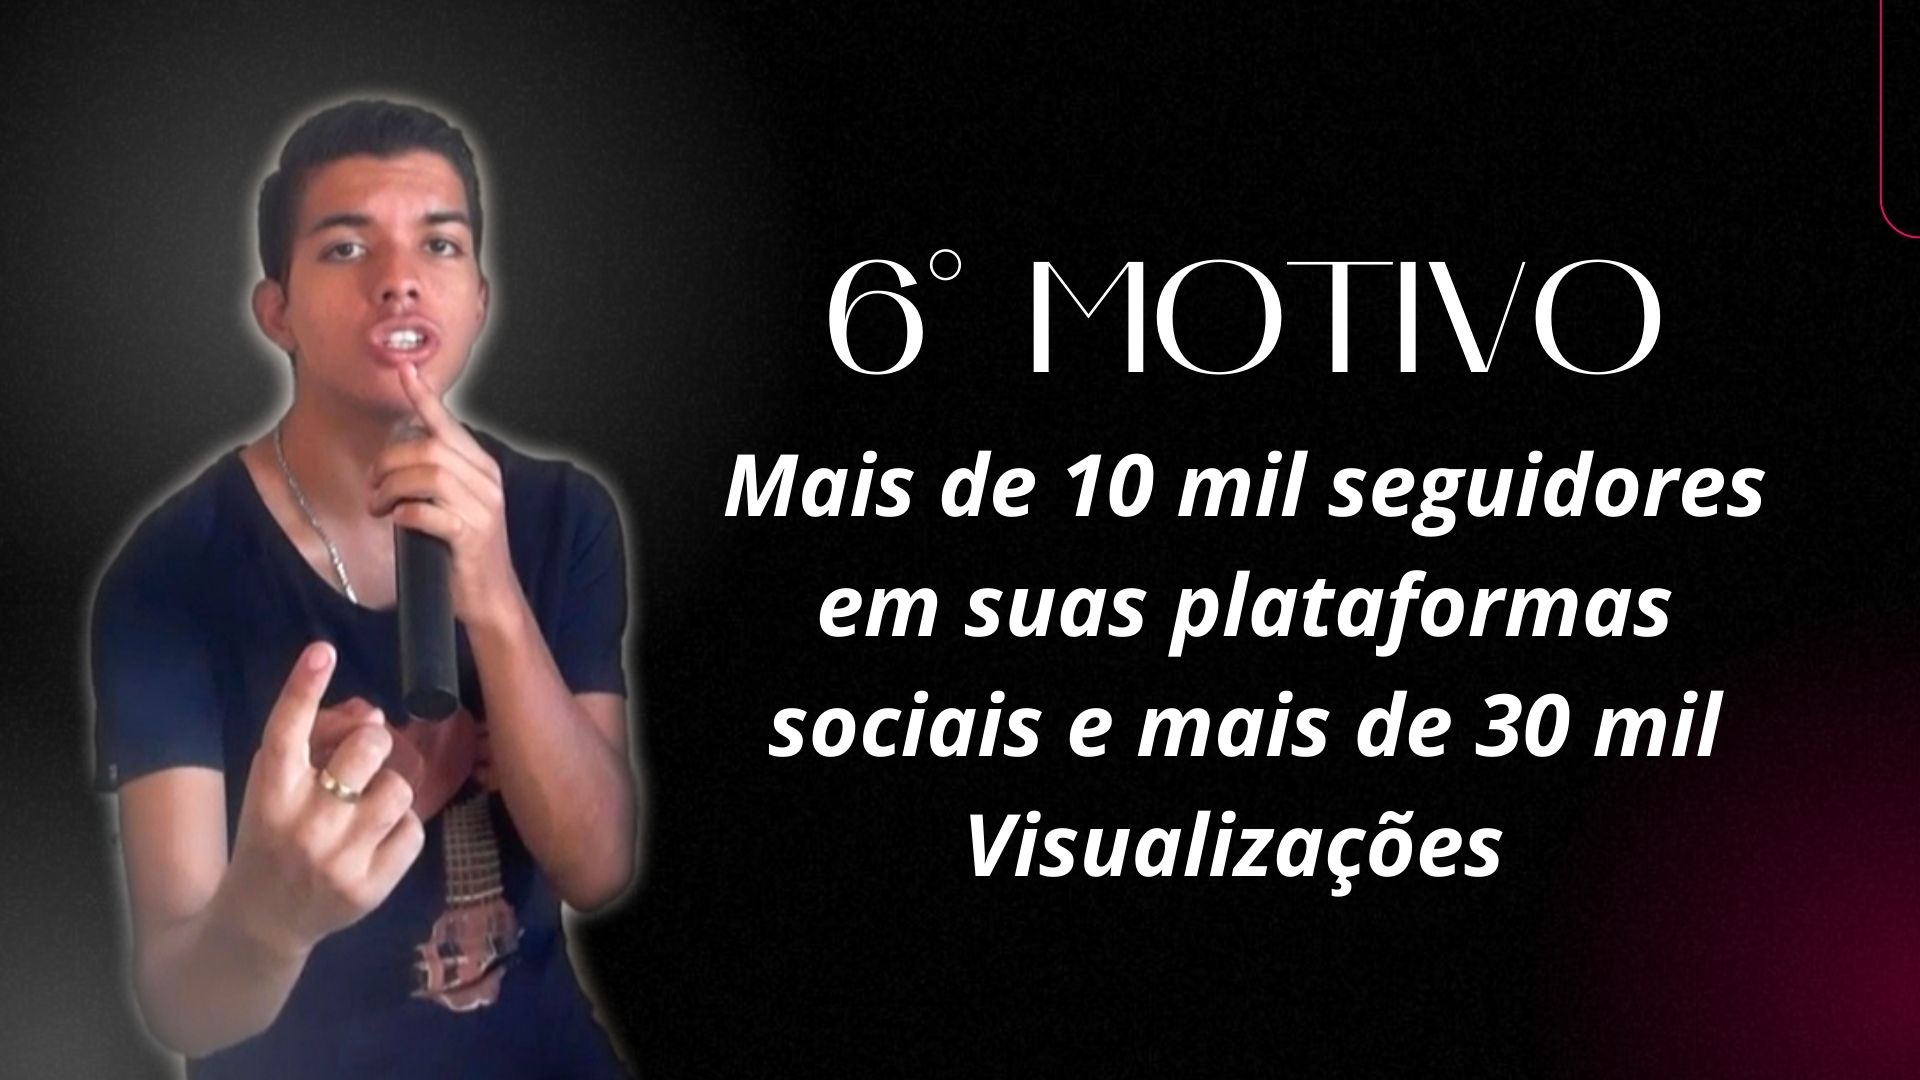 6° MOTIVO
Mais de 10 mil seguidores
em suas plataformas
sociais e mais de 30 mil
Visualizações